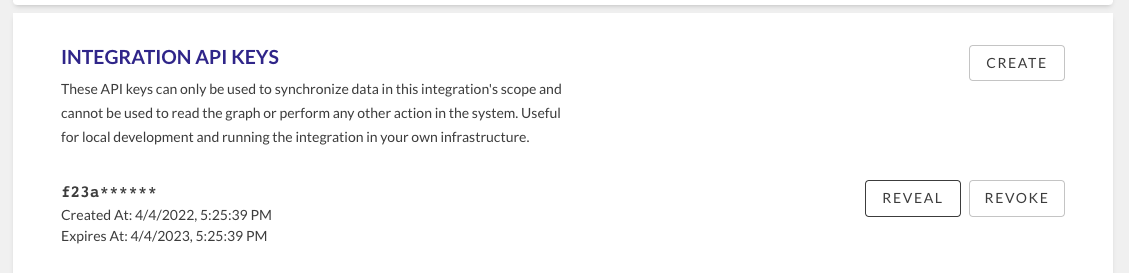 INTEGRATION API KEYS
CREATE
These API keys can only be used to synchronize data in this integration's scope and
cannot be used to read the graph or perform any other action in the system. Useful
for local development and running the integration in your own infrastructure.
f23a******
REVEAL
REVOKE
Created At: 4/4/2022, 5:25:39 PM
Expires At: 4/4/2023, 5:25:39 PM